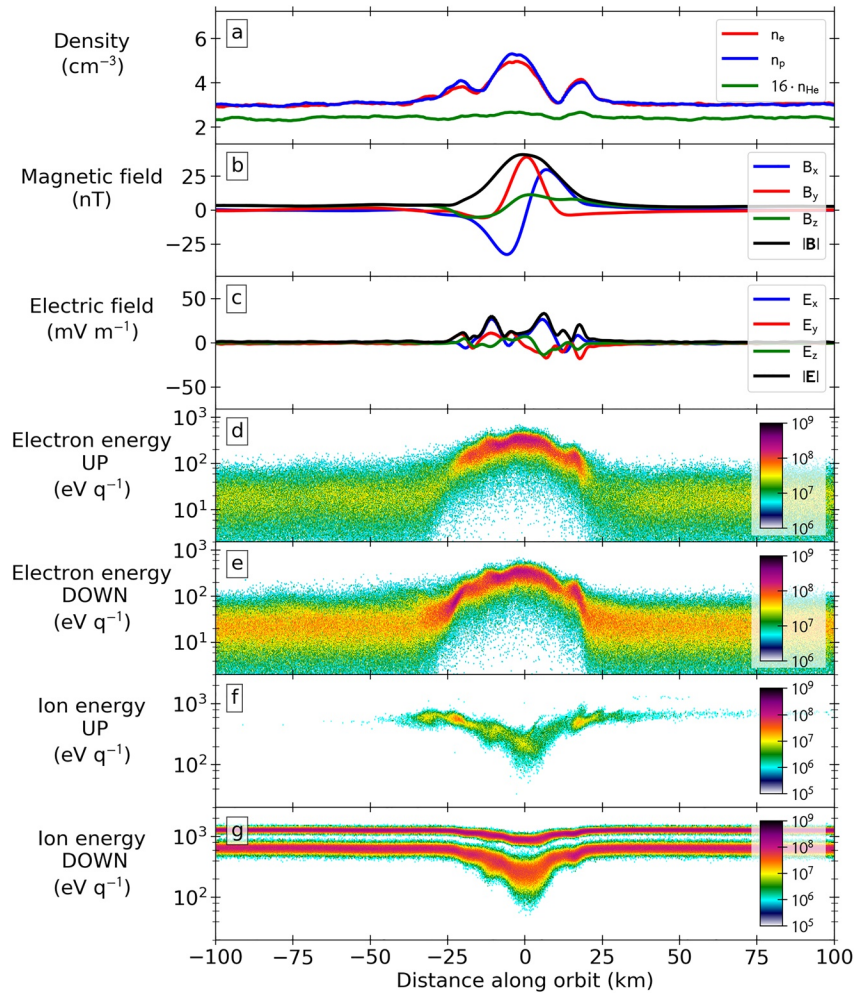 Density
(cm⁻³)
a
6
4
2
nₑ
nₚ
16 · n_He
Magnetic field
(nT)
b
25
0
−25
Bₓ
B_y
B_z
|B|
Electric field
(mV m⁻¹)
c
50
0
−50
Eₓ
E_y
E_z
|E|
Electron energy
UP
(eV q⁻¹)
d
10³
10²
10¹
10⁹
10⁸
10⁷
10⁶
Electron energy
DOWN
(eV q⁻¹)
e
10³
10²
10¹
10⁹
10⁸
10⁷
10⁶
Ion energy
UP
(eV q⁻¹)
f
10³
10²
10⁹
10⁸
10⁷
10⁶
10⁵
Ion energy
DOWN
(eV q⁻¹)
g
10³
10²
10⁹
10⁸
10⁷
10⁶
10⁵
−100 −75 −50 −25 0 25 50 75 100
Distance along orbit (km)